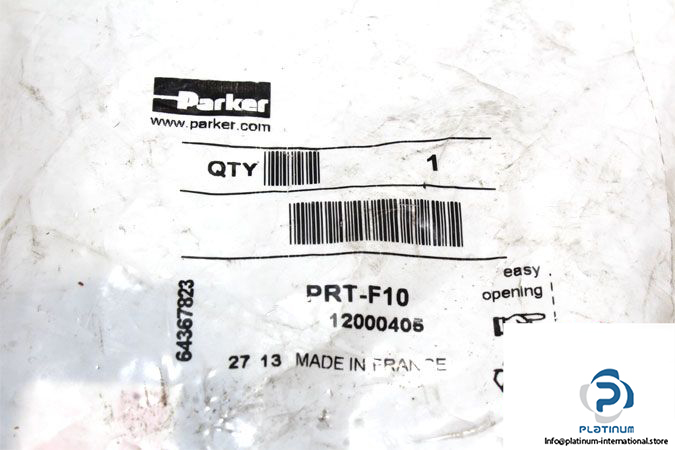 Parker
www.parker.com
QTY 1
64367823
PRT-F10
12000405
27 13 MADE IN FRANCE
easy
opening
PLATINUM
Info@platinum-international.store